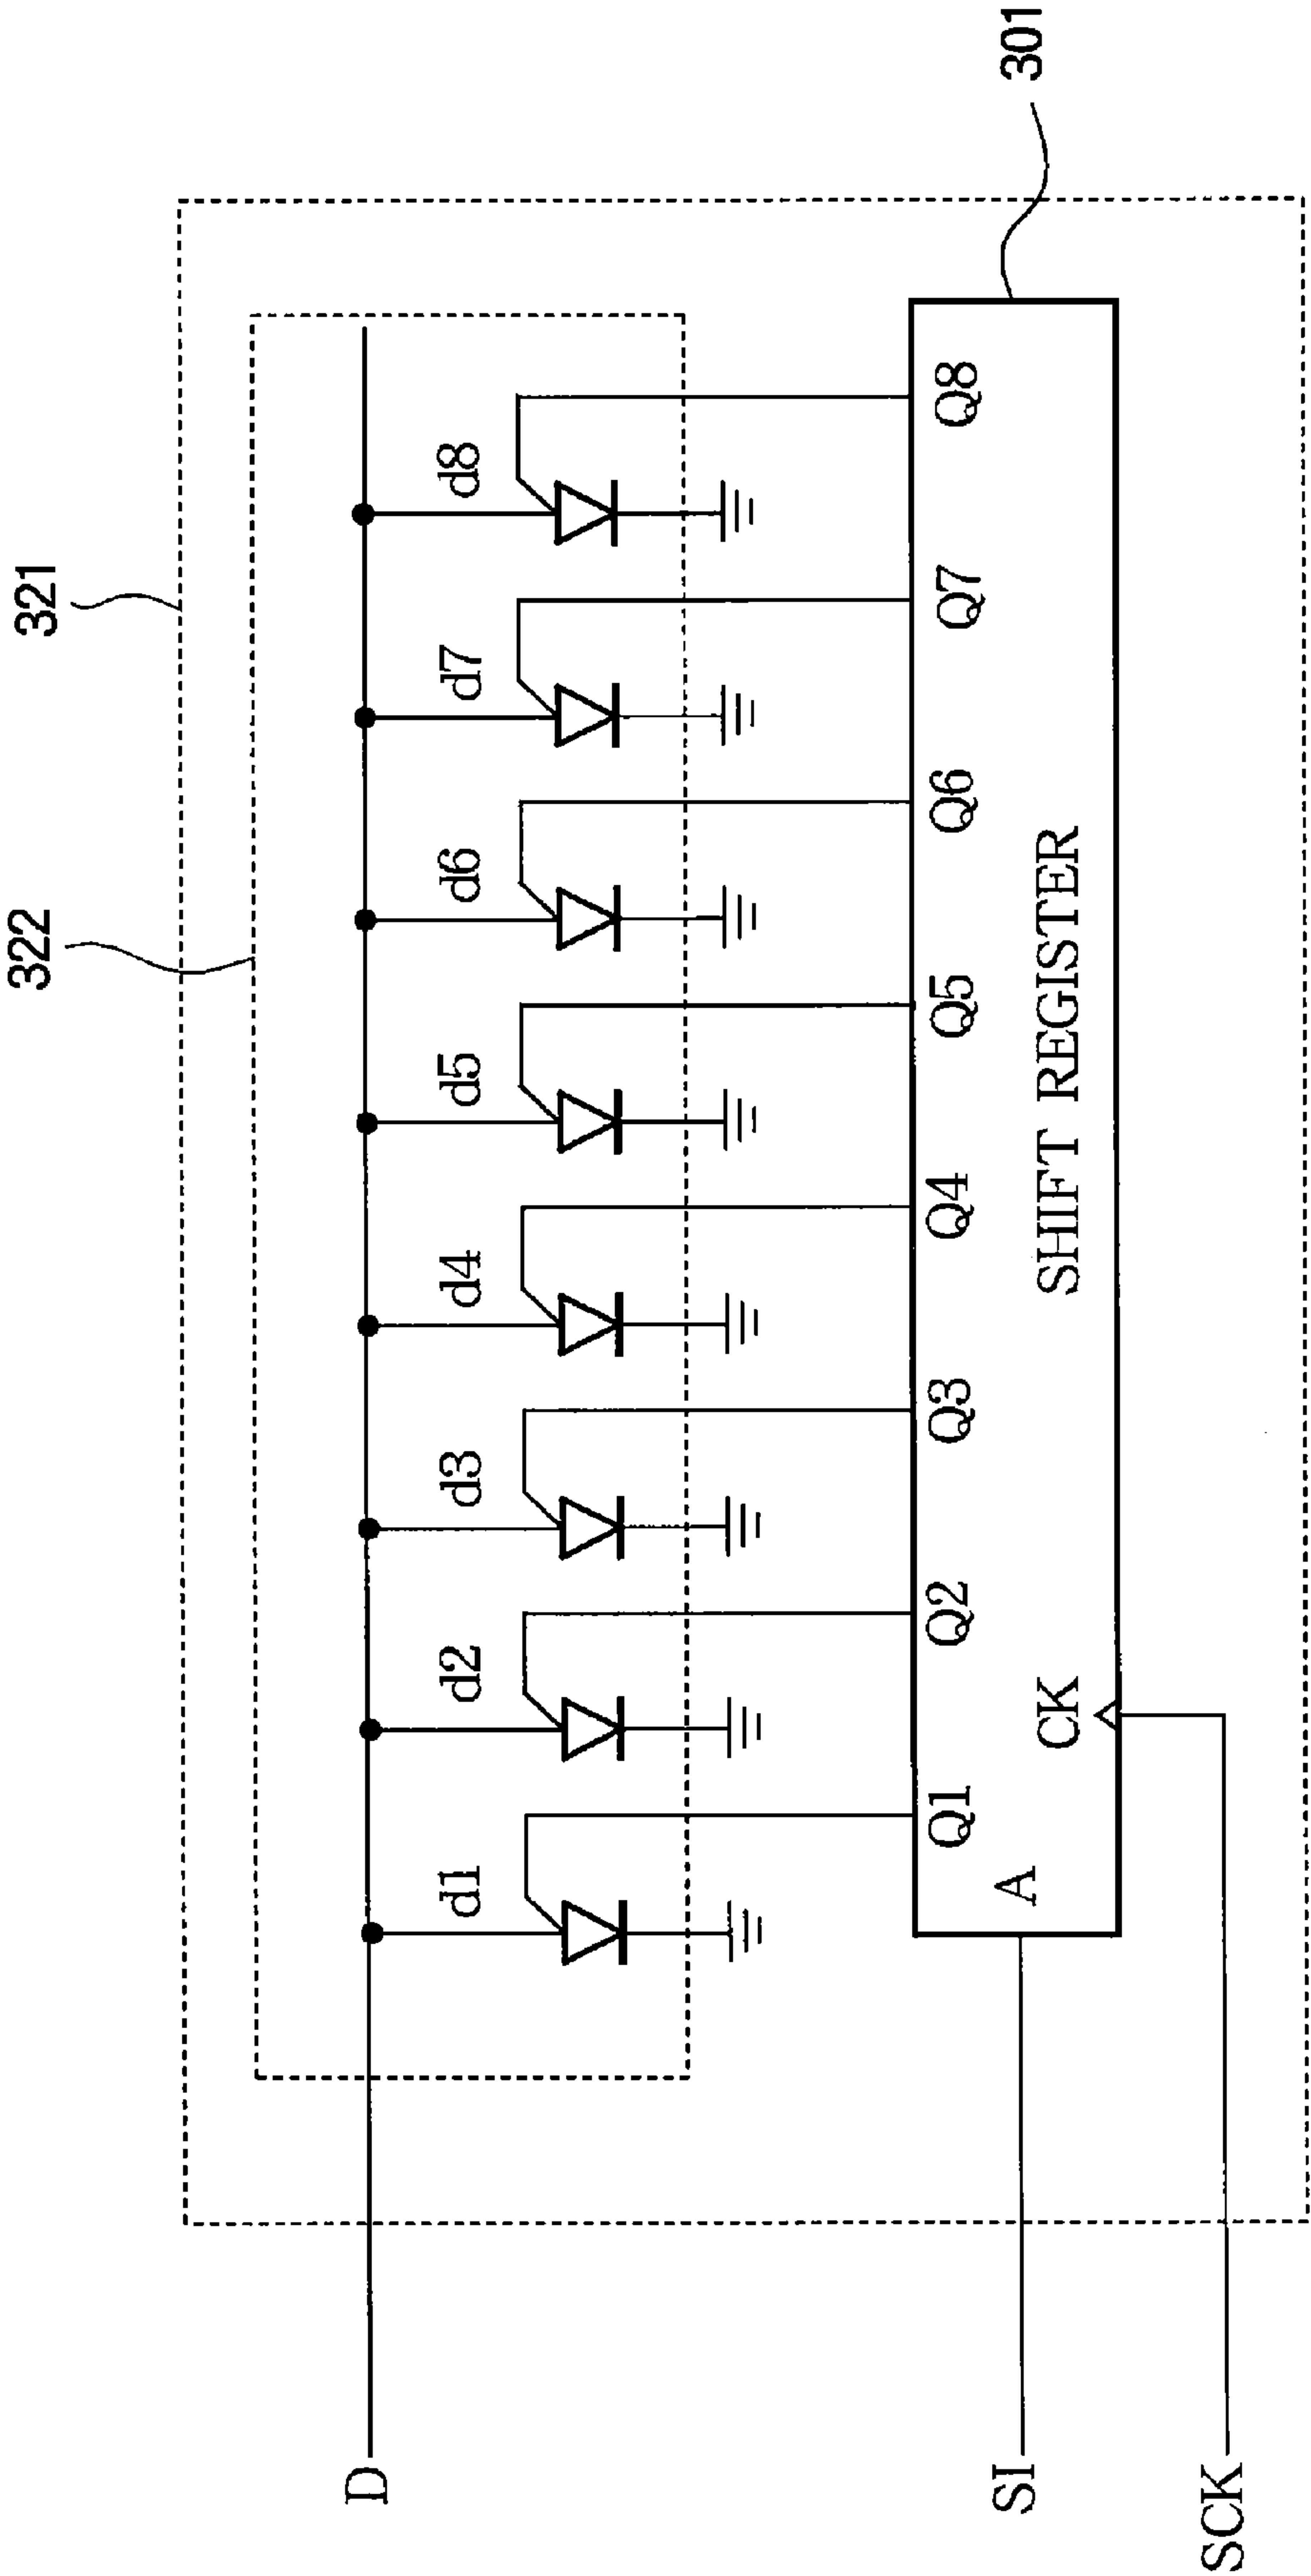 321
322
301
D
d1 d2 d3 d4 d5 d6 d7 d8
Q1 Q2 Q3 Q4 Q5 Q6 Q7 Q8
A
SI
CK
SHIFT REGISTER
SCK